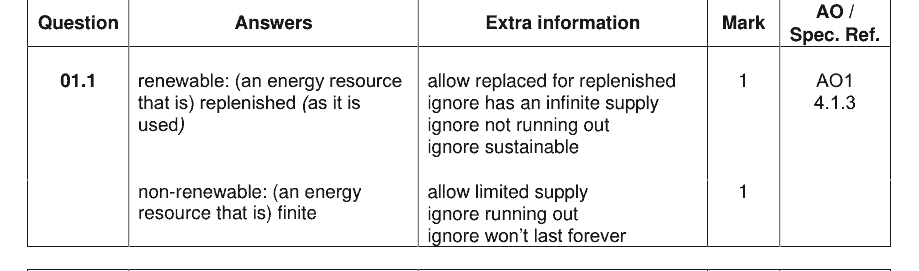 Question Answers Extra information Mark AO /
Spec. Ref.
01.1 renewable: (an energy resource allow replaced for replenished 1 AO1
that is) replenished (as it is ignore has an infinite supply 4.1.3
used) ignore not running out
ignore sustainable
non-renewable: (an energy allow limited supply 1
resource that is) finite ignore running out
ignore won't last forever